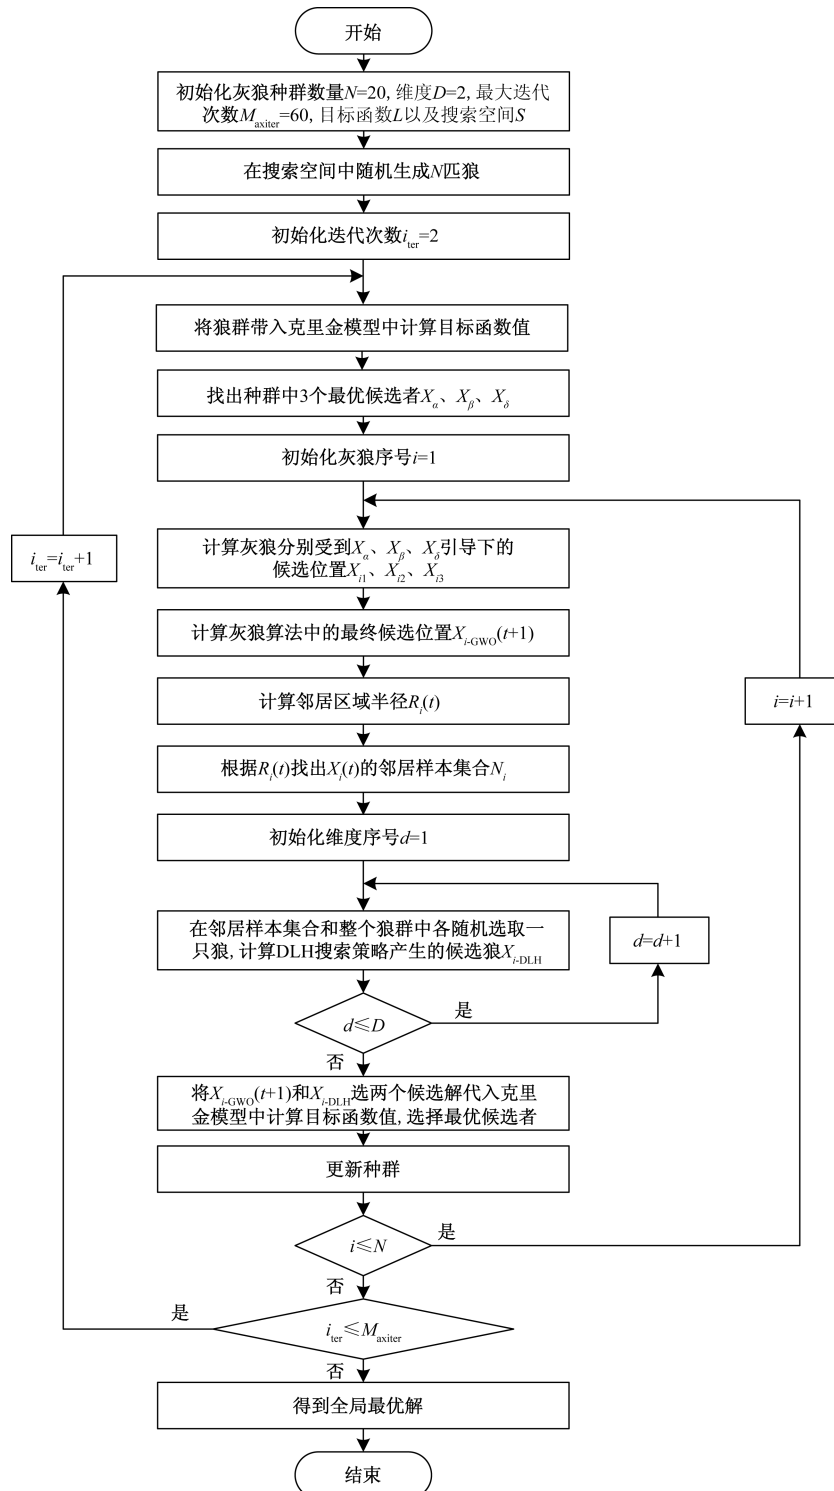 开始
初始化灰狼种群数量N=20, 维度D=2, 最大迭代
次数Maxiter=60, 目标函数L以及搜索空间S
在搜索空间中随机生成N匹狼
初始化迭代次数iter=2
将狼群带入克里金模型中计算目标函数值
找出种群中3个最优候选者Xα、Xβ、Xδ
初始化灰狼序号i=1
计算灰狼分别受到Xα、Xβ、Xδ引导下的
候选位置Xi1、Xi2、Xi3
iter=iter+1
计算灰狼算法中的最终候选位置Xi-GWO(t+1)
计算邻居区域半径Ri(t)
i=i+1
根据Ri(t)找出Xi(t)的邻居样本集合Ni
初始化维度序号d=1
在邻居样本集合和整个狼群中各随机选取一
只狼, 计算DLH搜索策略产生的候选狼Xi-DLH
d=d+1
d≤D
是
否
将Xi-GWO(t+1)和Xi-DLH选两个候选解代入克里
金模型中计算目标函数值, 选择最优候选者
更新种群
i≤N
是
否
iter≤Maxiter
是
否
得到全局最优解
结束